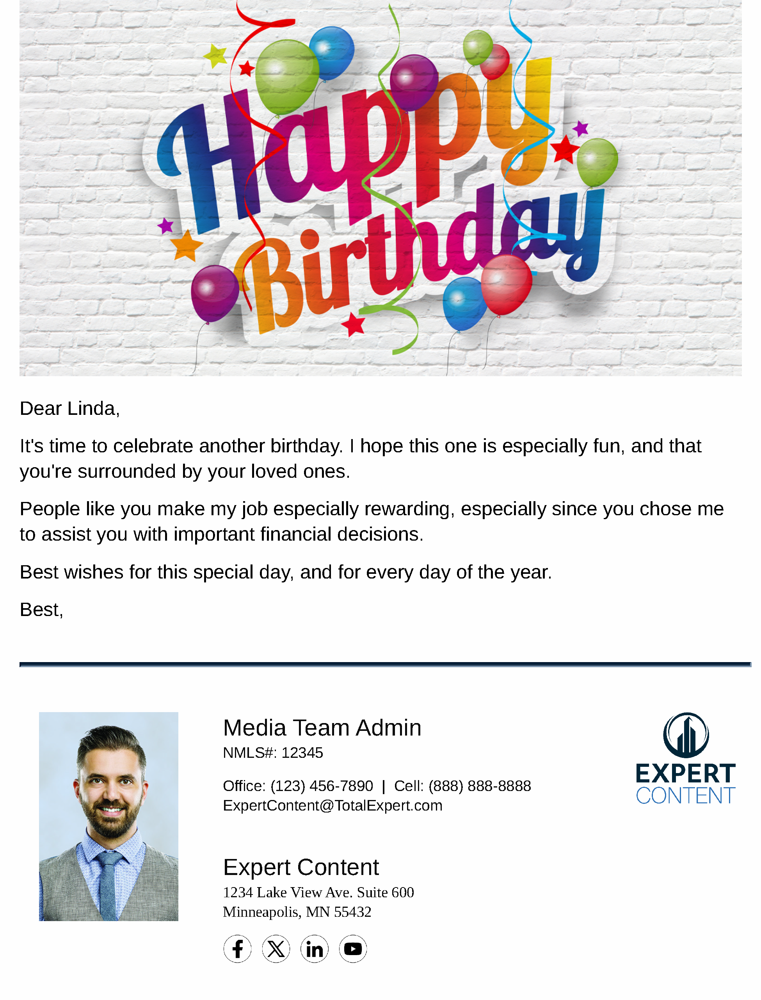 Happy
Birthday
Dear Linda,
It's time to celebrate another birthday. I hope this one is especially fun, and that
you're surrounded by your loved ones.
People like you make my job especially rewarding, especially since you chose me
to assist you with important financial decisions.
Best wishes for this special day, and for every day of the year.
Best,
Media Team Admin
NMLS#: 12345
Office: (123) 456-7890 | Cell: (888) 888-8888
ExpertContent@TotalExpert.com
EXPERT
CONTENT
Expert Content
1234 Lake View Ave. Suite 600
Minneapolis, MN 55432